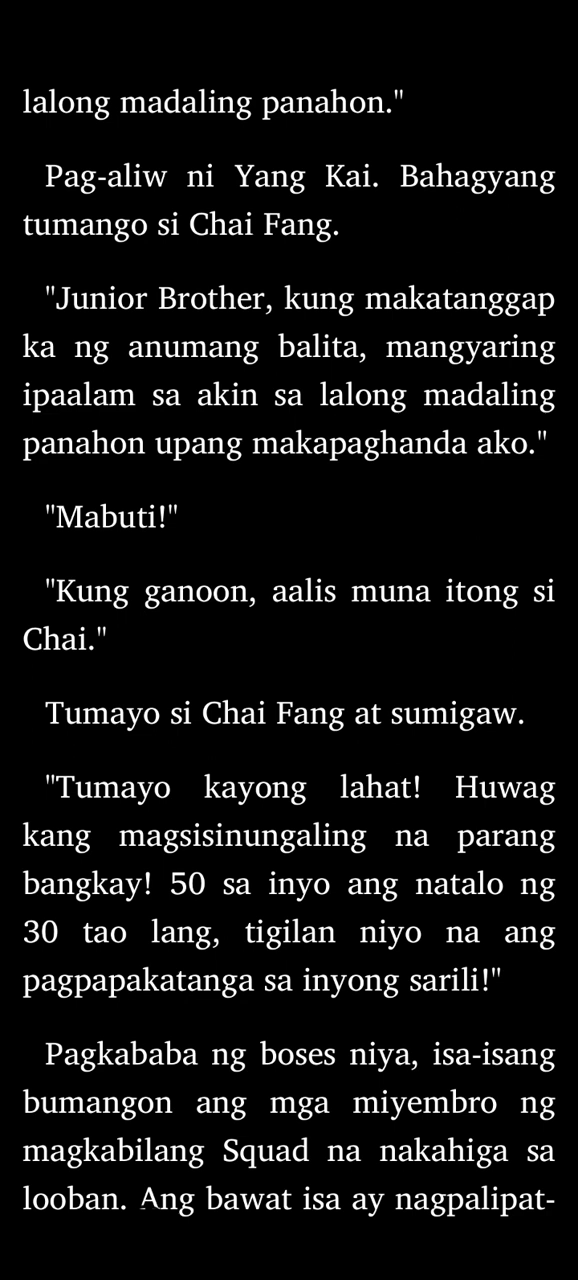 lalong madaling panahon."
Pag-aliw ni Yang Kai. Bahagyang
tumango si Chai Fang.
"Junior Brother, kung makatanggap
ka ng anumang balita, mangyaring
ipaalam sa akin sa lalong madaling
panahon upang makapaghanda ako."
"Mabuti!"
"Kung ganoon, aalis muna itong si
Chai."
Tumayo si Chai Fang at sumigaw.
"Tumayo kayong lahat! Huwag
kang magsisinungaling na parang
bangkay! 50 sa inyo ang natalo ng
30 tao lang, tigilan niyo na ang
pagpapakatanga sa inyong sarili!"
Pagkababa ng boses niya, isa-isang
bumangon ang mga miyembro ng
magkabilang Squad na nakahiga sa
looban. Ang bawat isa ay nagpalipat-